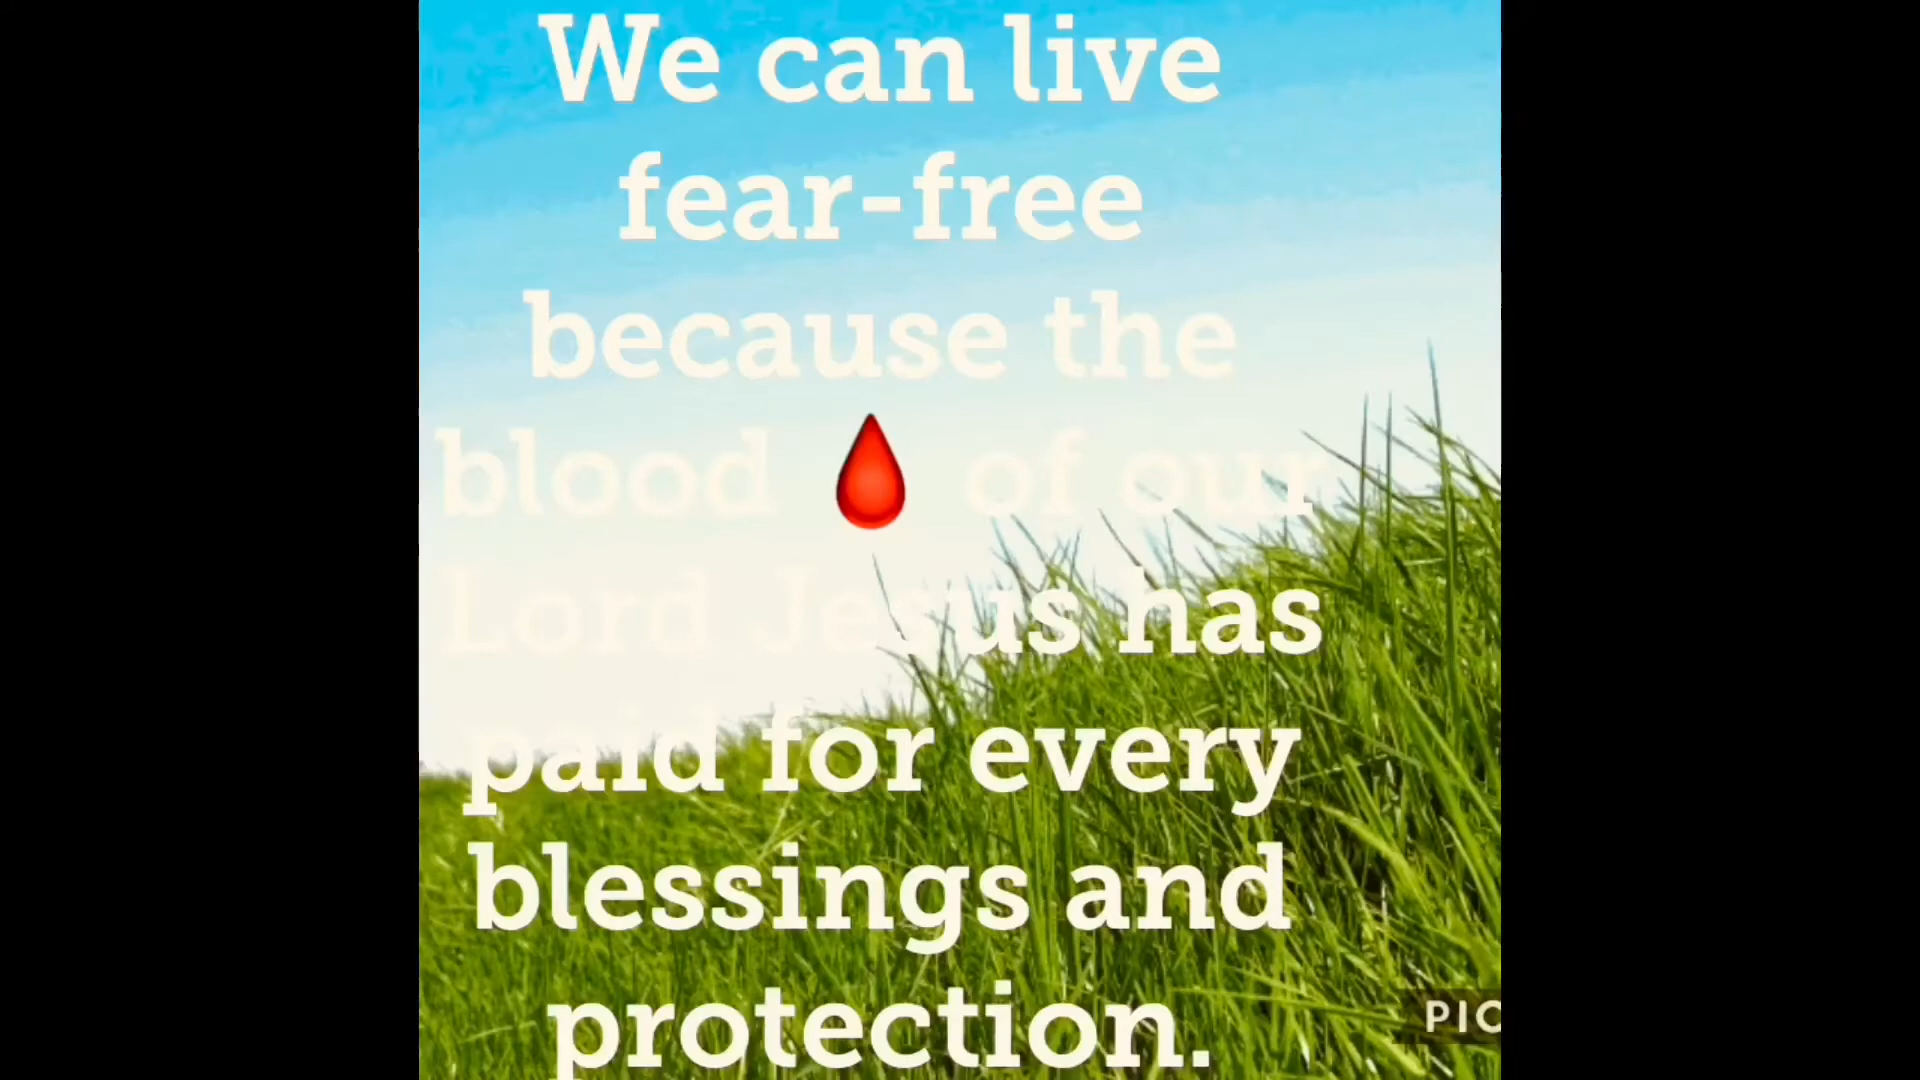 We can live
fear-free
because the
blood 🩸 of our
Lord Jesus has
paid for every
blessings and
protection.
PIC